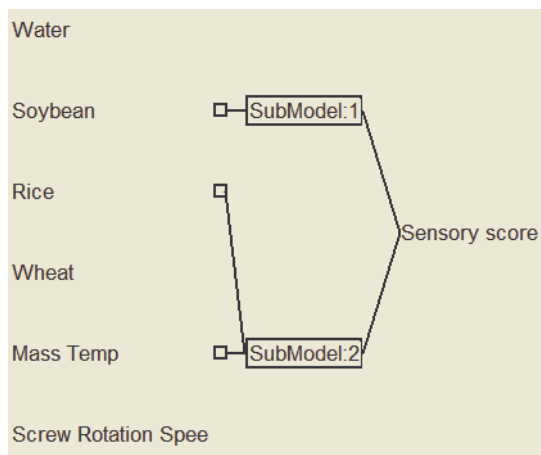 Water
Soybean
SubModel:1
Rice
Sensory score
Wheat
Mass Temp
SubModel:2
Screw Rotation Spee